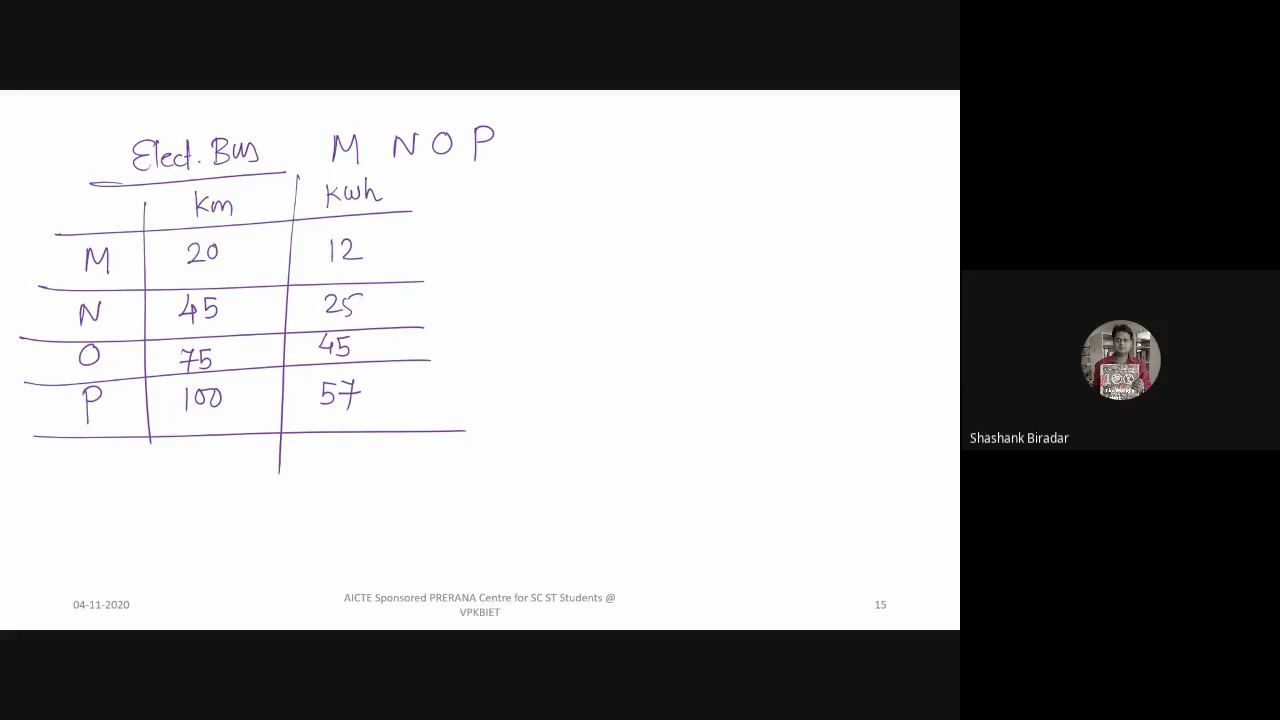 Elect. Bus M N O P
Km Kwh
M 20 12
N 45 25
O 75 45
P 100 57
Shashank Biradar
04-11-2020
AICTE Sponsored PRERANA Centre for SC ST Students @
VPKBIET
15